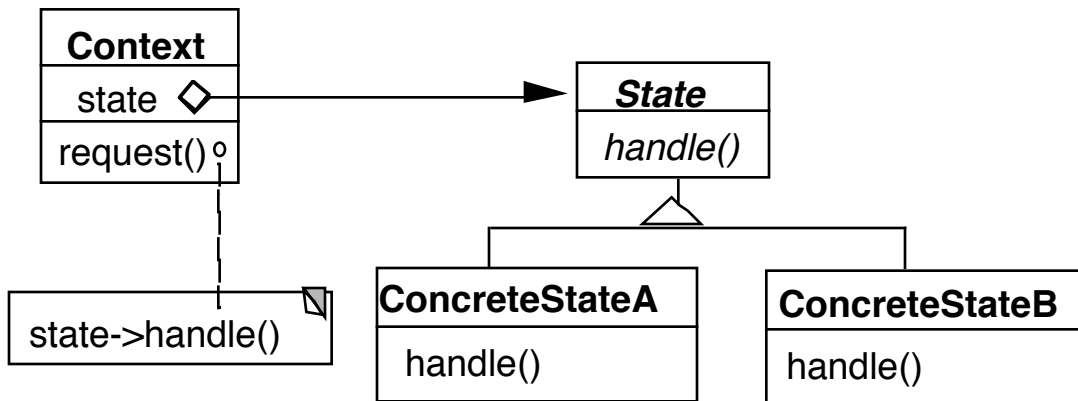 Context
state
request()
state->handle()
State
handle()
ConcreteStateA
handle()
ConcreteStateB
handle()